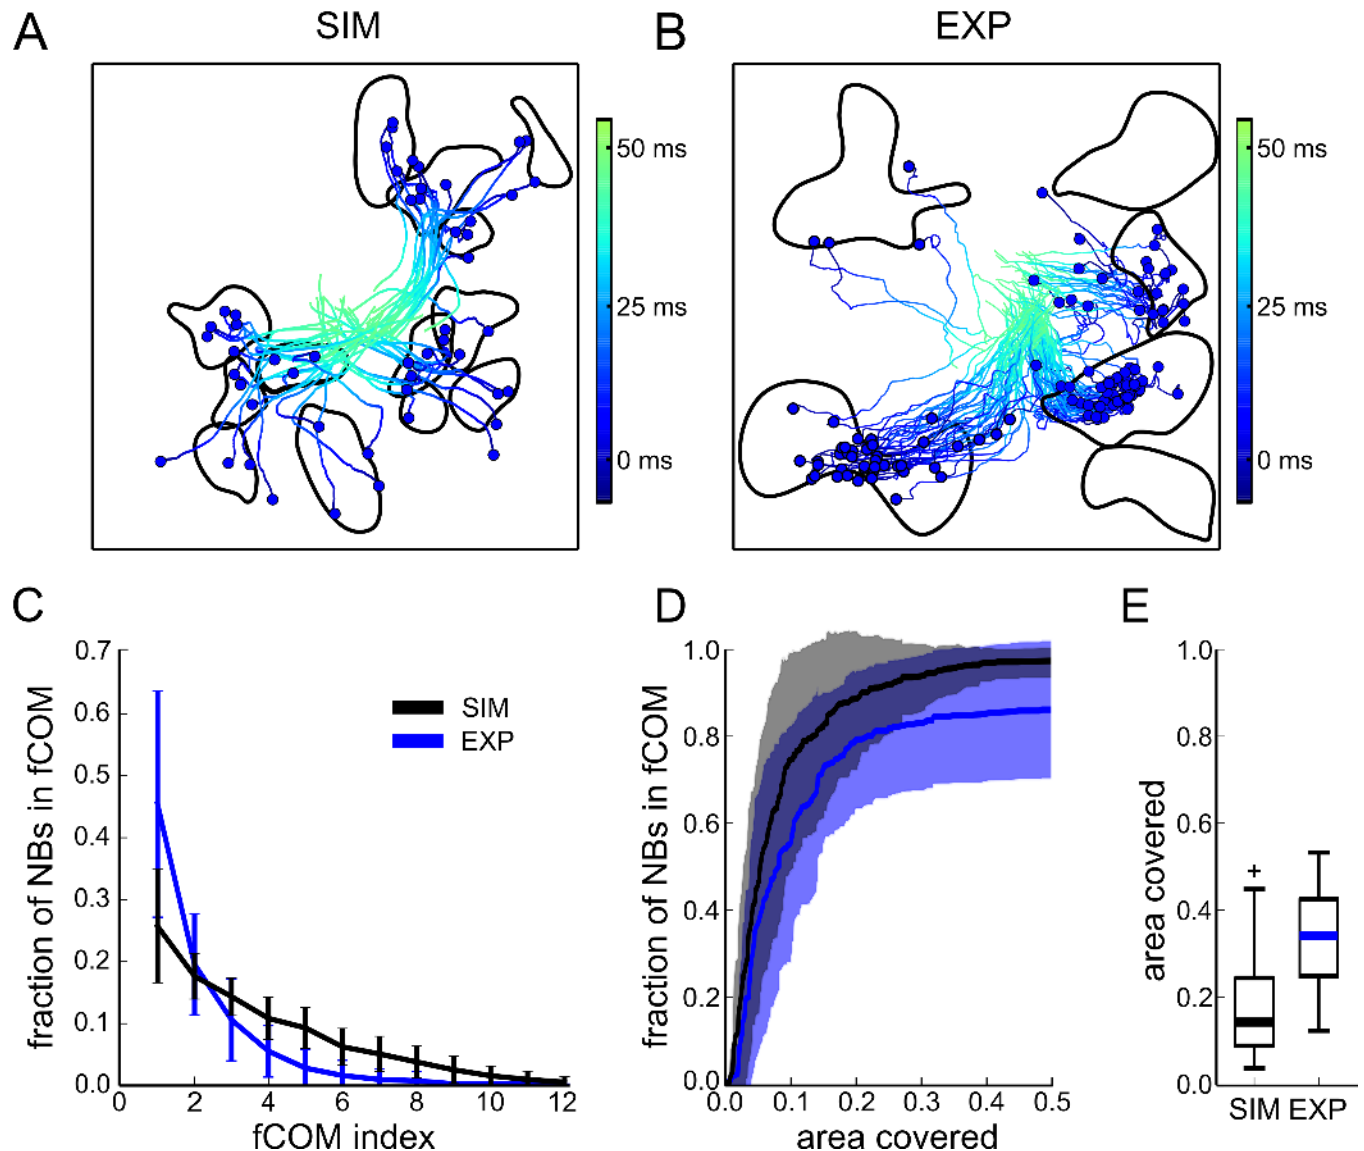 A
SIM
B
EXP
50 ms
25 ms
0 ms
50 ms
25 ms
0 ms
C
0.7
0.6
0.5
0.4
0.3
0.2
0.1
0.0
fraction of NBs in fCOM
SIM
EXP
0 2 4 6 8 10 12
fCOM index
D
1.0
0.8
0.6
0.4
0.2
0.0
fraction of NBs in fCOM
0.0 0.1 0.2 0.3 0.4 0.5
area covered
E
1.0
0.8
0.6
0.4
0.2
0.0
area covered
SIM EXP